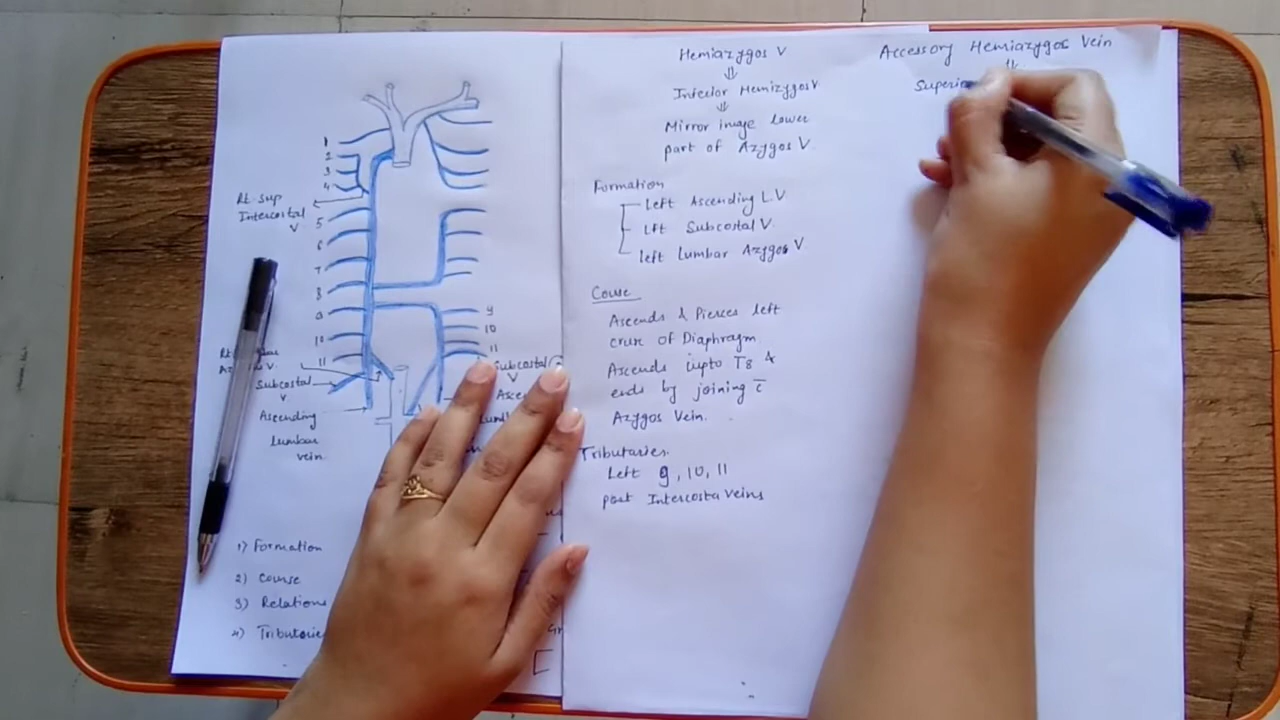 1
2
3
4
Rt. Sup
Intercostal
V
5
6
7
8
9
10
11
Subcostal
V
Ascending
Lumbar
vein
9
10
11
Subcostal
V
1) Formation
2) Course
3) Relations
4) Tributarie
Hemiazygos V
⇓
Inferior Hemizygos V
⇓
Mirror image lower
part of Azygos V.
Formation
left Ascending L.V
Lft Subcostal V.
left Lumbar Azygos V
Course
Ascends & Pierces left
crux of Diaphragm
Ascends upto T8 &
ends by joining c̄
Azygos Vein.
Tributaries.
Left 9, 10, 11
post Intercosta veins
Accessory Hemiazygos Vein
⇓
Superio